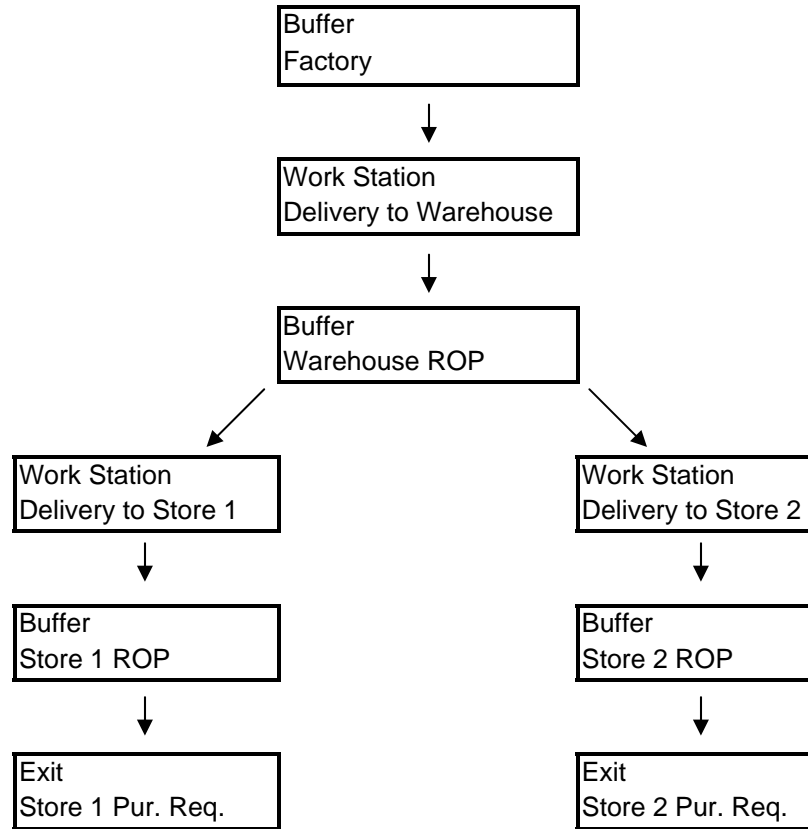 Buffer
Factory
Work Station
Delivery to Warehouse
Buffer
Warehouse ROP
Work Station
Delivery to Store 1
Work Station
Delivery to Store 2
Buffer
Store 1 ROP
Buffer
Store 2 ROP
Exit
Store 1 Pur. Req.
Exit
Store 2 Pur. Req.